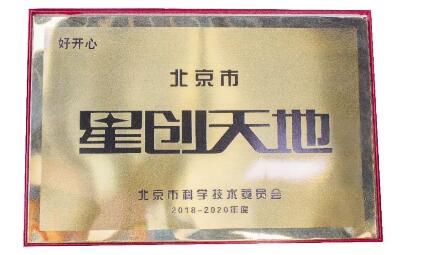 好开心
北京市
星创天地
北京市科学技术委员会
2018-2020年度